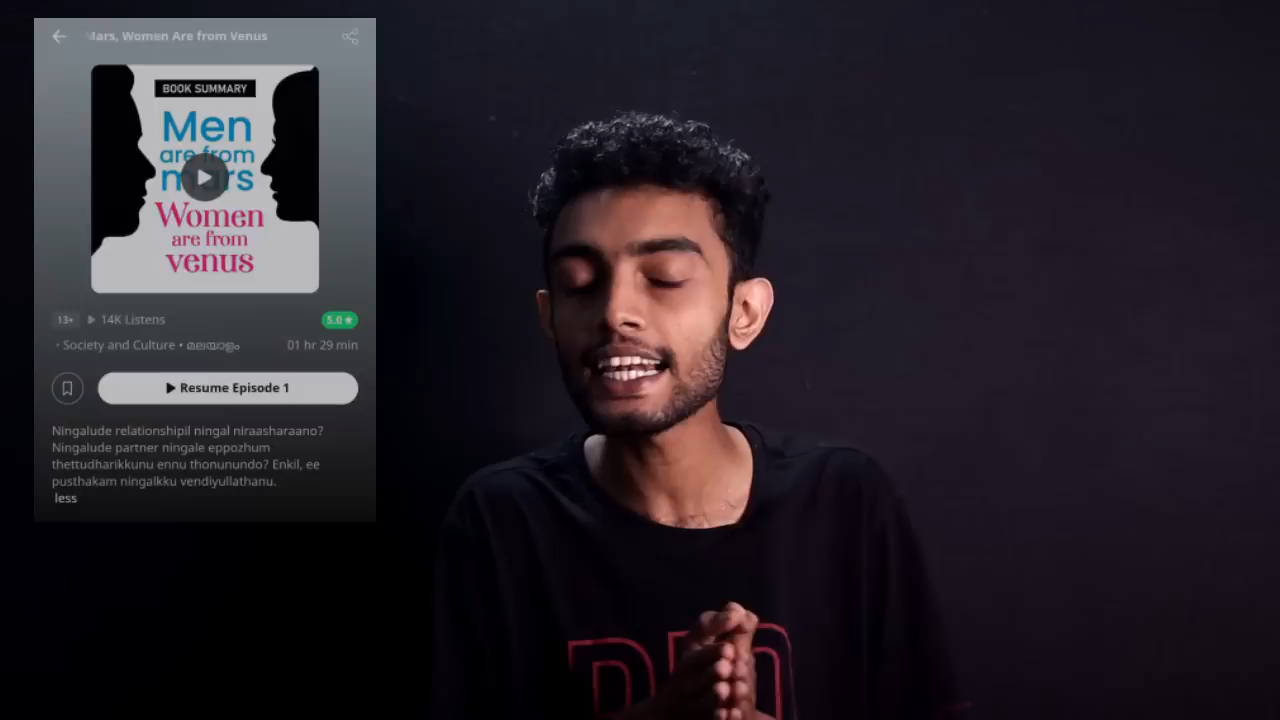 Mars, Women Are from Venus
BOOK SUMMARY
Men
are from
mars
Women
are from
venus
13+ 14K Listens 5.0 ★
• Society and Culture • മലയാളം 01 hr 29 min
Resume Episode 1
Ningalude relationshipil ningal niraasharaano?
Ningalude partner ningale eppozhum
thettudharikkunu ennu thonunundo? Enkil, ee
pusthakam ningalkku vendiyullathanu.
less